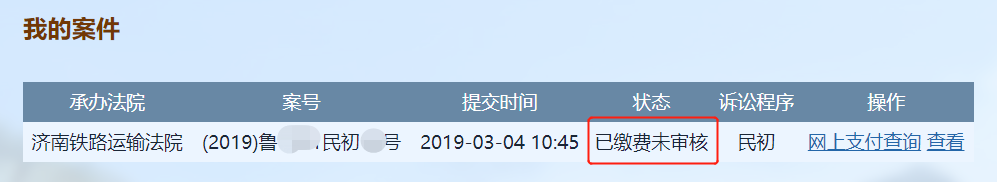 我的案件
承办法院 案号 提交时间 状态 诉讼程序 操作
济南铁路运输法院 (2019)鲁 民初 号 2019-03-04 10:45 已缴费未审核 民初 网上支付查询 查看